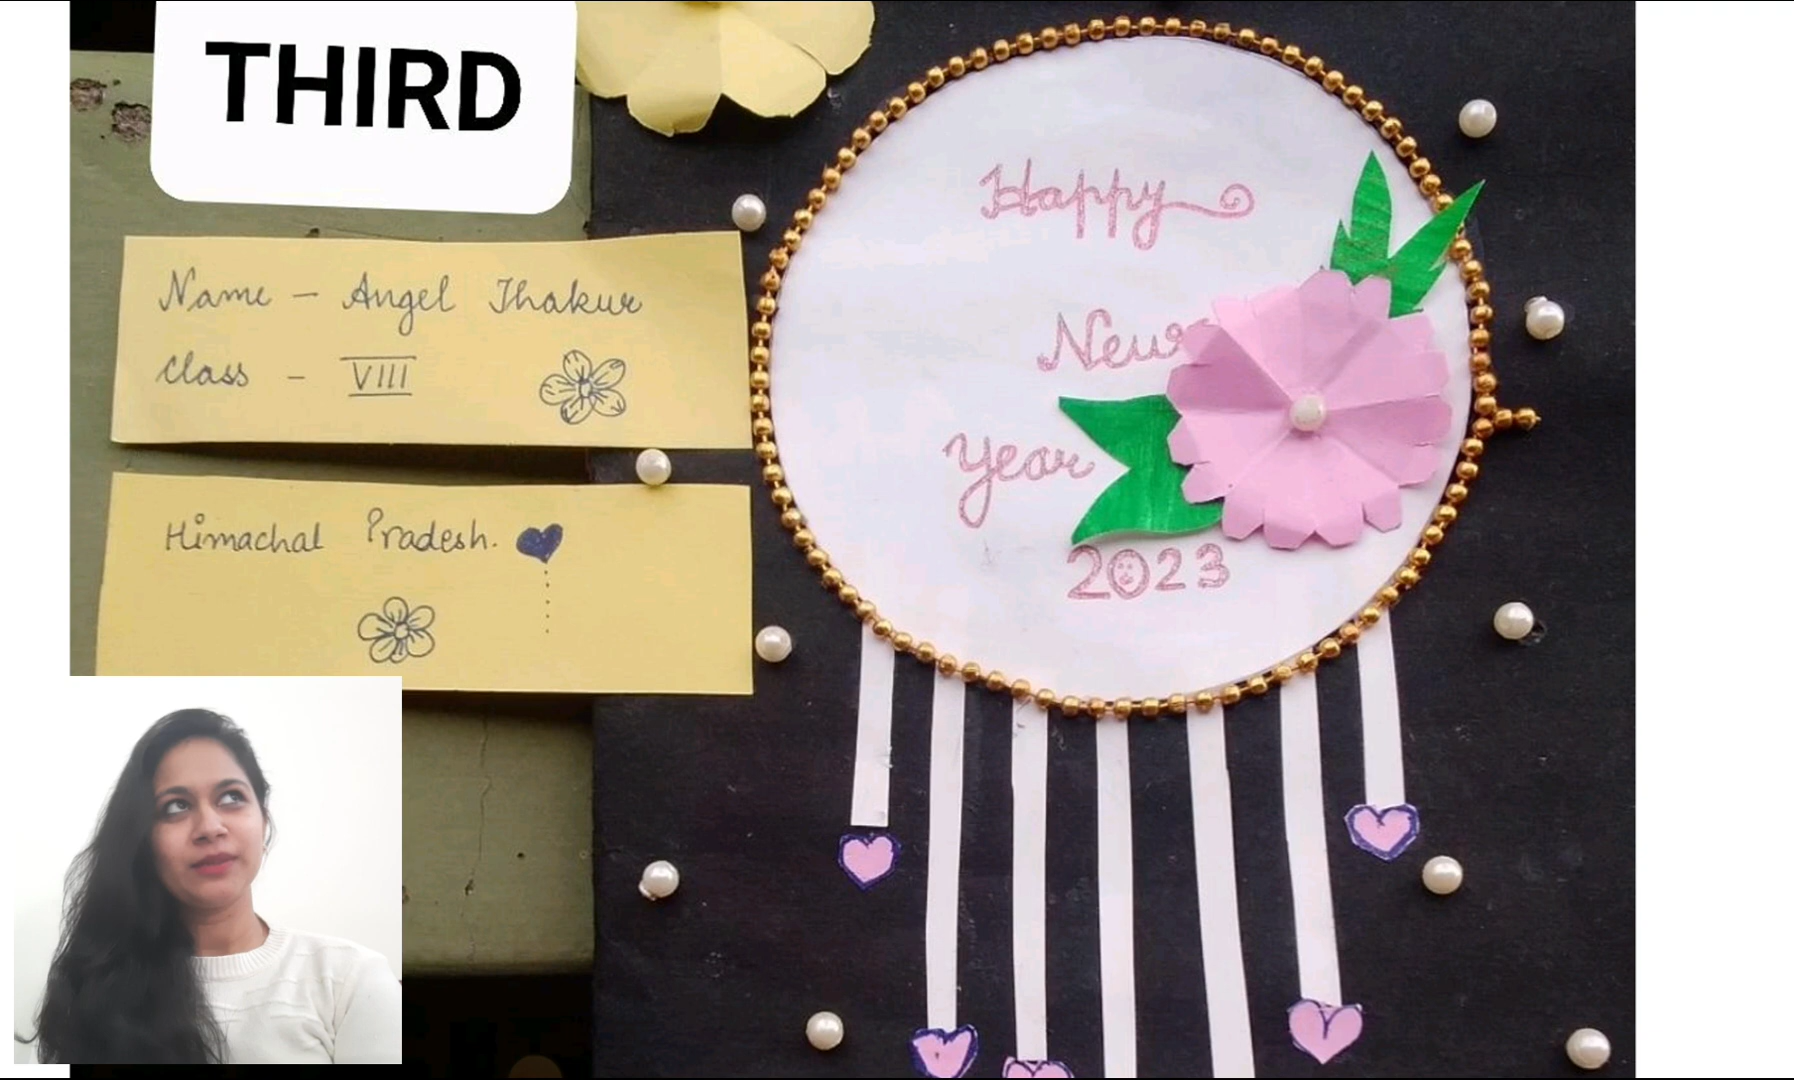 THIRD
Name - Angel Thakur
Class - VIII
Himachal Pradesh.
Happy
New
Year
2023